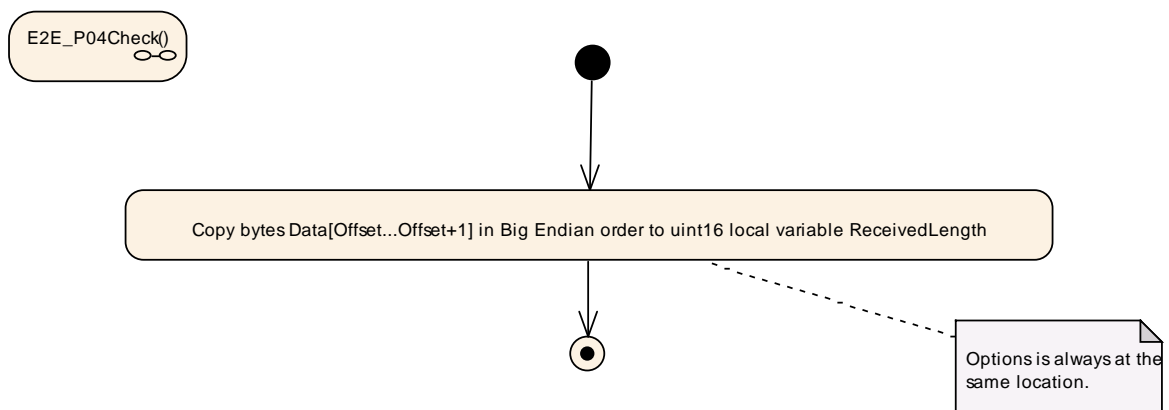 E2E_P04Check()
Copy bytes Data[Offset...Offset+1] in Big Endian order to uint16 local variable ReceivedLength
Options is always at the
same location.